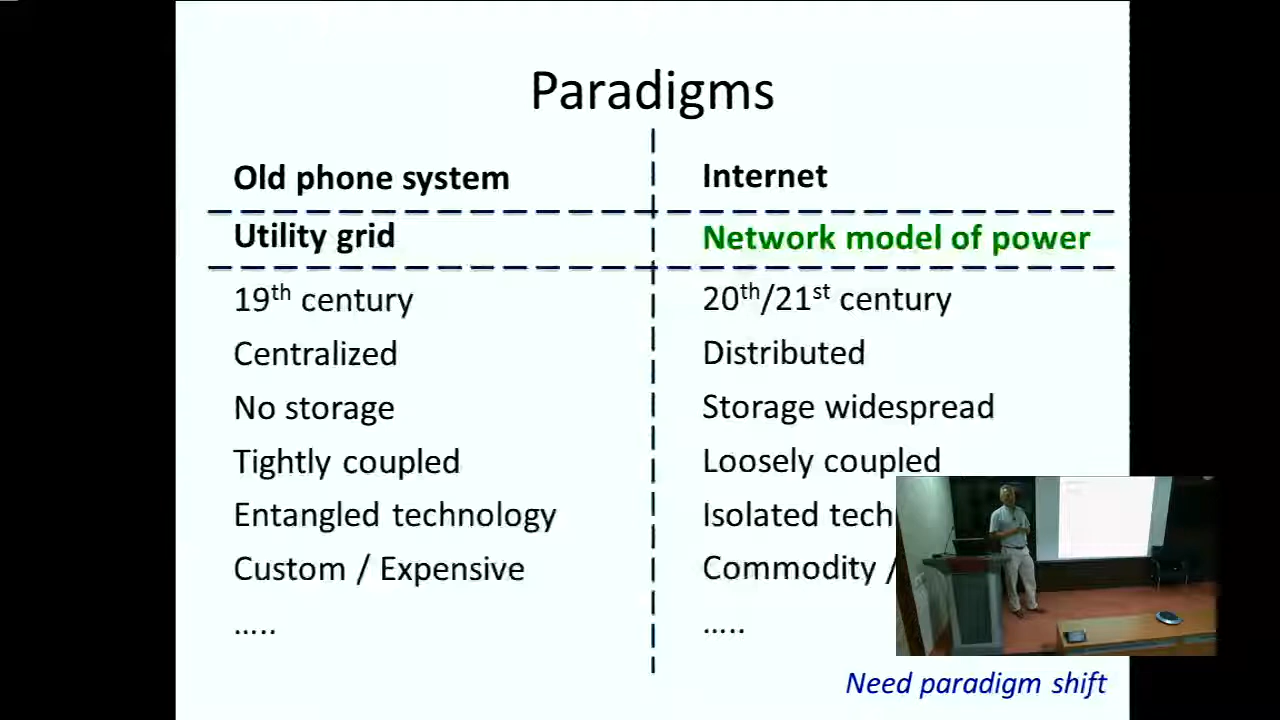 Paradigms
Old phone system
Internet
Utility grid
Network model of power
19th century
20th/21st century
Centralized
Distributed
No storage
Storage widespread
Tightly coupled
Loosely coupled
Entangled technology
Isolated
Custom / Expensive
Commodity /
.....
.....
Need paradigm shift